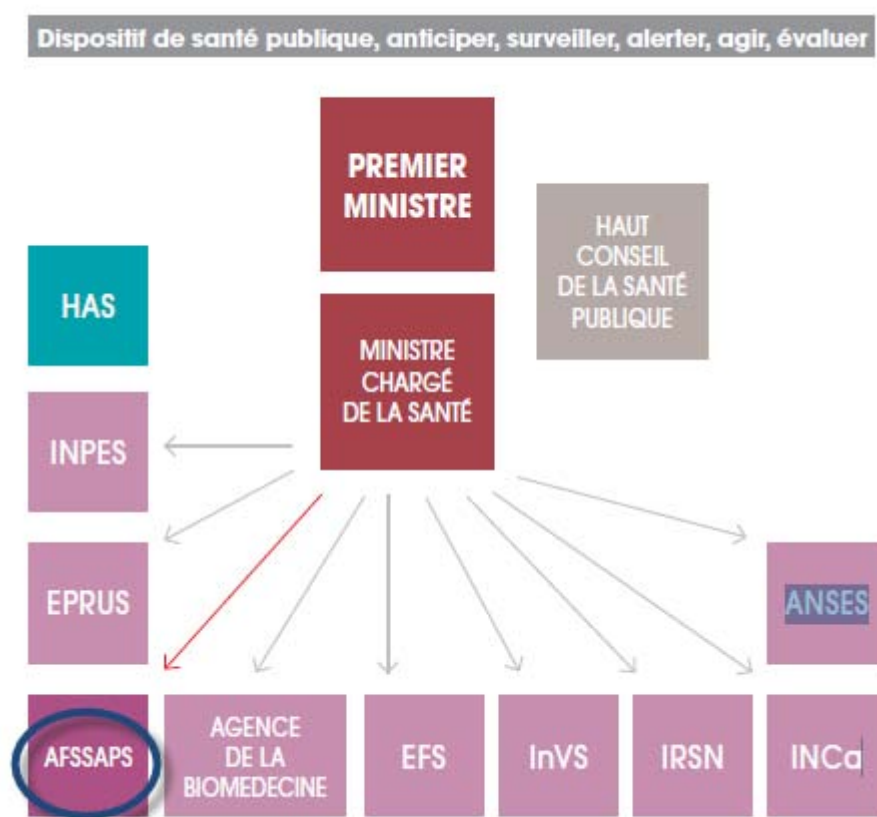 Dispositif de santé publique, anticiper, surveiller, alerter, agir, évaluer
PREMIER
MINISTRE
HAUT
CONSEIL
DE LA SANTÉ
PUBLIQUE
HAS
MINISTRE
CHARGÉ
DE LA SANTÉ
INPES
EPRUS
ANSES
AFSSAPS
AGENCE
DE LA
BIOMEDECINE
EFS
InVS
IRSN
INCa